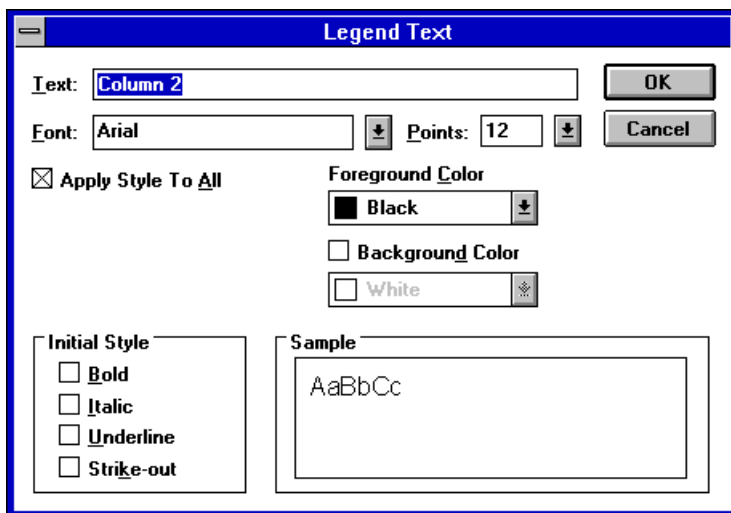 Legend Text
Text: Column 2 OK
Font: Arial Points: 12 Cancel
Apply Style To All
Foreground Color
Black
Background Color
White
Initial Style
Bold
Italic
Underline
Strike-out
Sample
AaBbCc